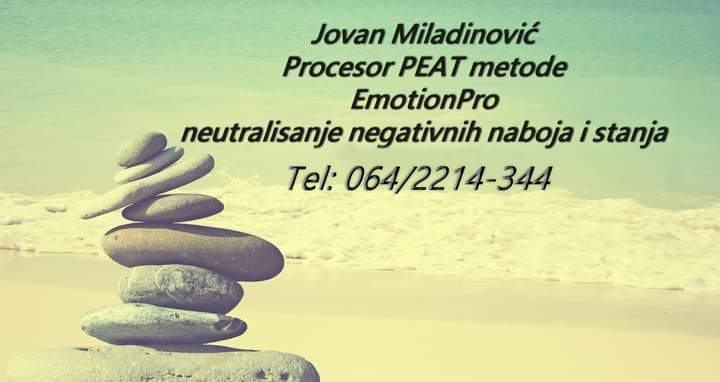 Jovan Miladinović
Procesor PEAT metode
EmotionPro
neutralisanje negativnih naboja i stanja
Tel: 064/2214-344